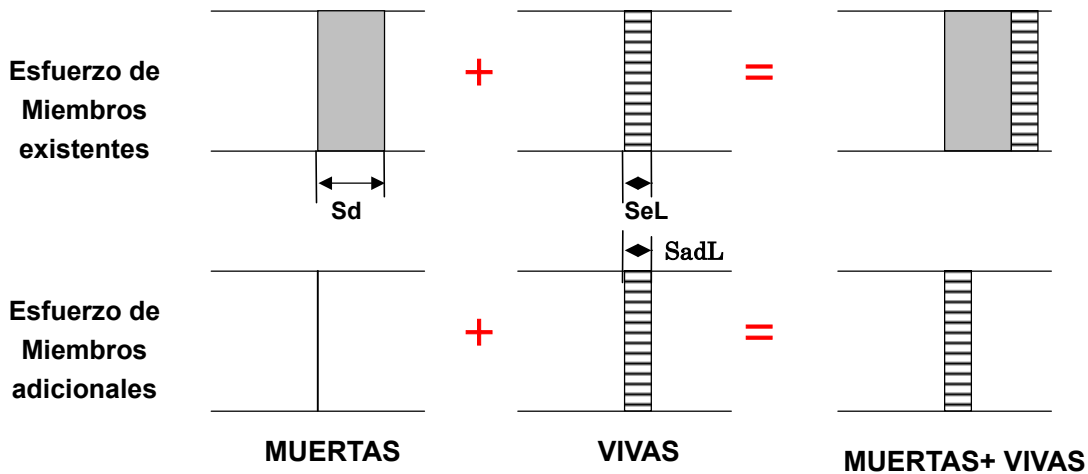 Esfuerzo de
Miembros
existentes
+
=
Sd
SeL
SadL
Esfuerzo de
Miembros
adicionales
+
=
MUERTAS
VIVAS
MUERTAS+ VIVAS